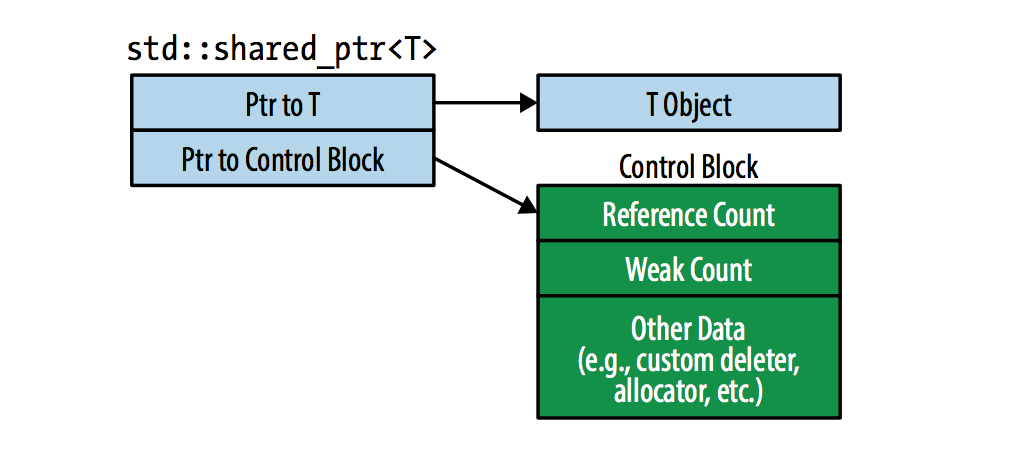 std::shared_ptr<T>
Ptr to T
T Object
Ptr to Control Block
Control Block
Reference Count
Weak Count
Other Data
(e.g., custom deleter,
allocator, etc.)